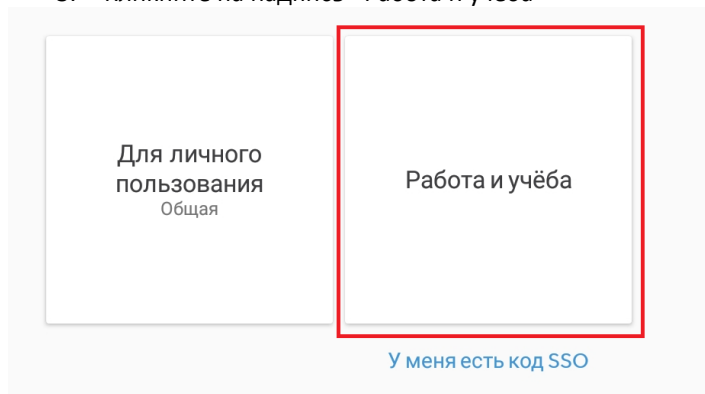 Для личного
пользования
Общая
Работа и учёба
У меня есть код SSO